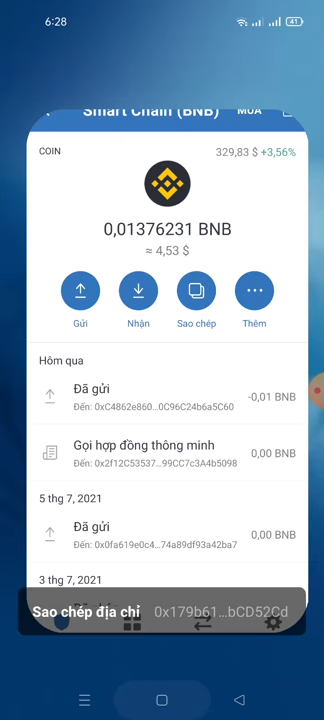 6:28
41
Smart Chain (BNB)
MUA
COIN
329,83 $ +3,56%
0,01376231 BNB
≈ 4,53 $
Gửi
Nhận
Sao chép
Thêm
Hôm qua
Đã gửi
-0,01 BNB
Đến: 0xC4862e860...0C96C24b6a5C60
Gọi hợp đồng thông minh
0,00 BNB
Đến: 0x2f12C53537...99CC7c3A4b5098
5 thg 7, 2021
Đã gửi
0,00 BNB
Đến: 0x0fa619e0c4...74a89df93a42ba7
3 thg 7, 2021
Sao chép địa chỉ 0x179b61...bCD52Cd